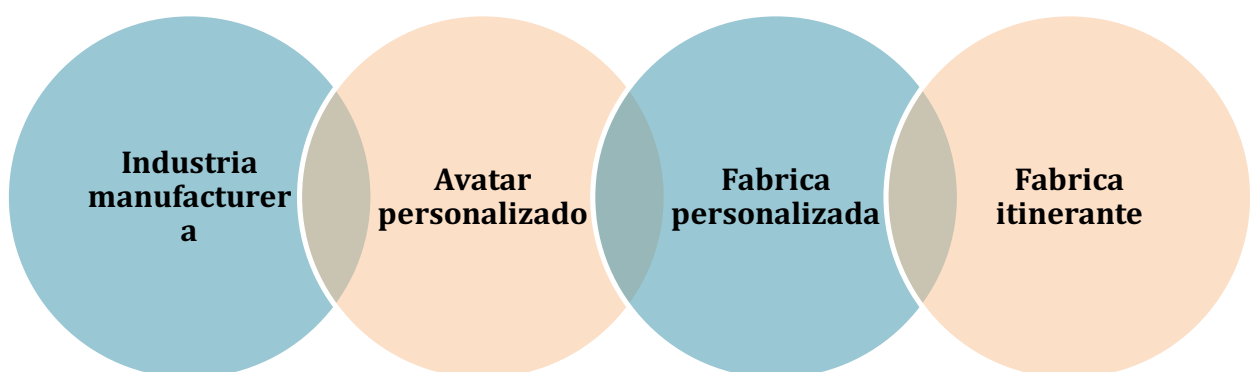 Industria
manufacturer
a
Avatar
personalizado
Fabrica
personalizada
Fabrica
itinerante